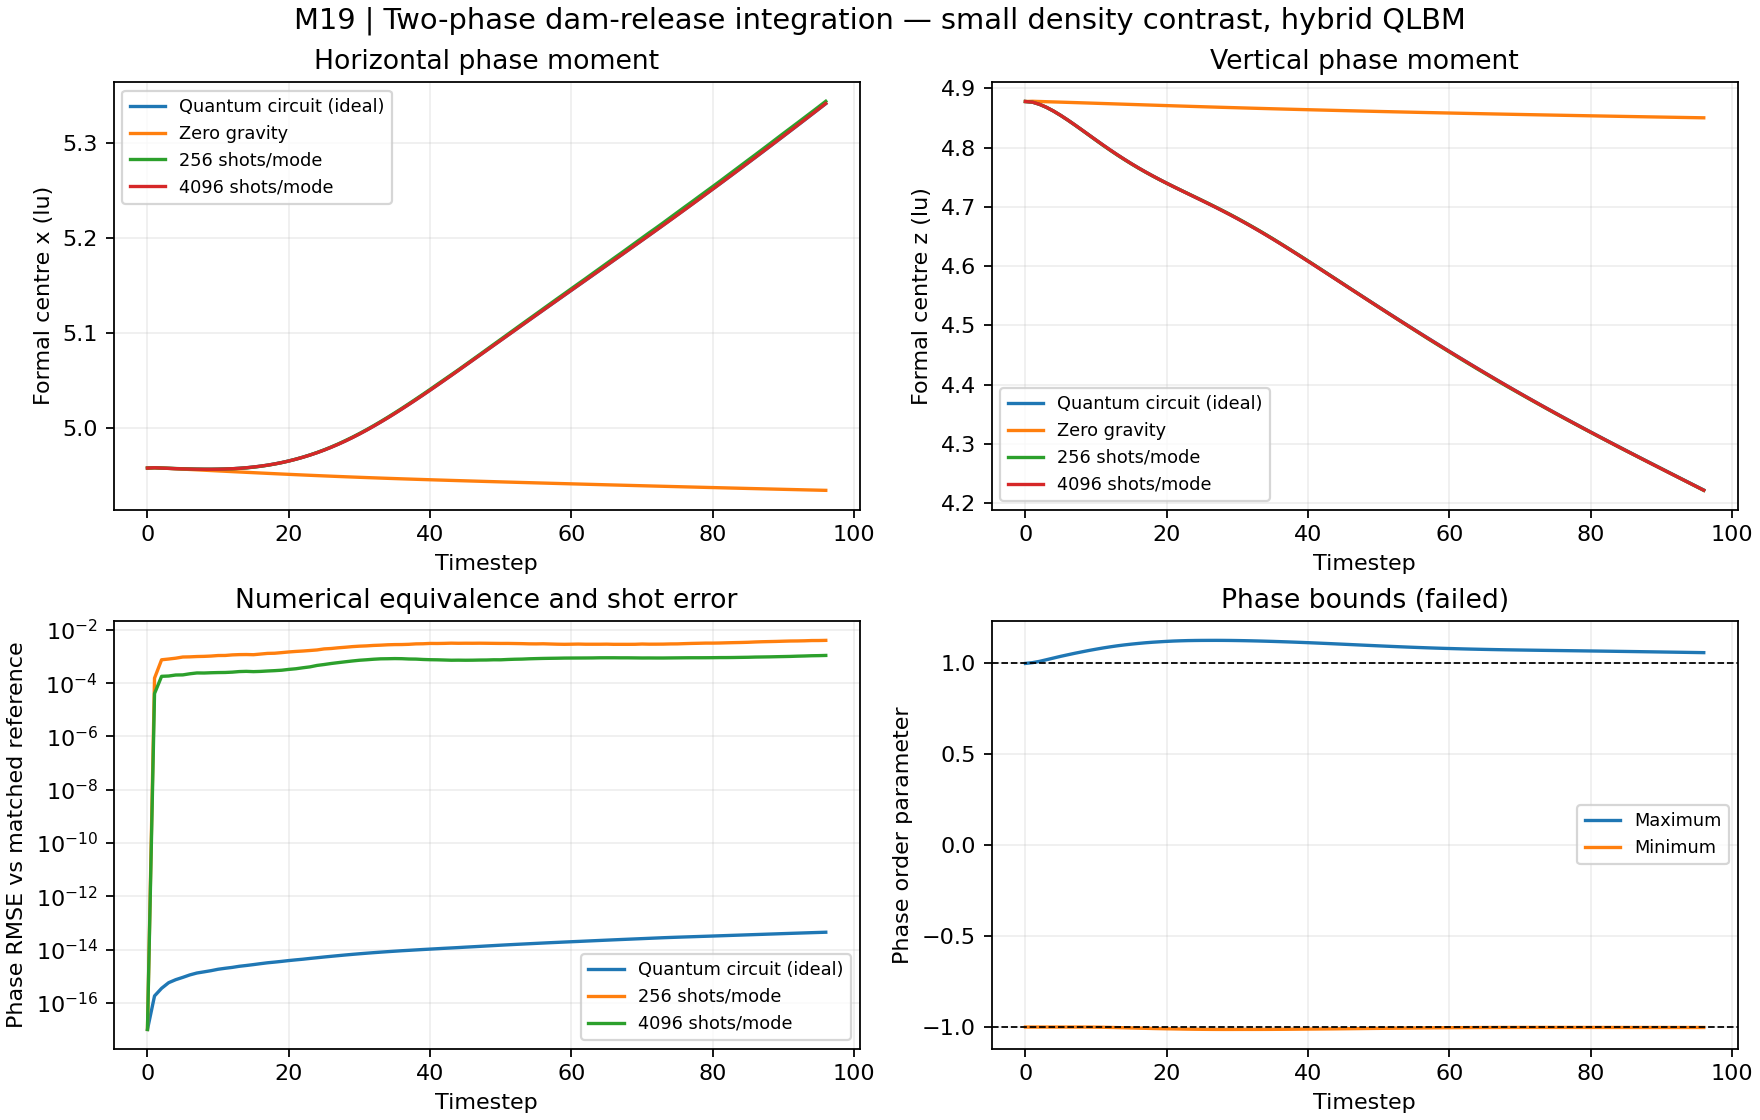 M19 | Two-phase dam-release integration — small density contrast, hybrid QLBM
Horizontal phase moment
Formal centre x (lu)
5.3
5.2
5.1
5.0
Quantum circuit (ideal)
Zero gravity
256 shots/mode
4096 shots/mode
0 20 40 60 80 100
Timestep
Vertical phase moment
Formal centre z (lu)
4.9
4.8
4.7
4.6
4.5
4.4
4.3
4.2
Quantum circuit (ideal)
Zero gravity
256 shots/mode
4096 shots/mode
0 20 40 60 80 100
Timestep
Numerical equivalence and shot error
Phase RMSE vs matched reference
10⁻²
10⁻⁴
10⁻⁶
10⁻⁸
10⁻¹⁰
10⁻¹²
10⁻¹⁴
10⁻¹⁶
Quantum circuit (ideal)
256 shots/mode
4096 shots/mode
0 20 40 60 80 100
Timestep
Phase bounds (failed)
Phase order parameter
1.0
0.5
0.0
−0.5
−1.0
Maximum
Minimum
0 20 40 60 80 100
Timestep